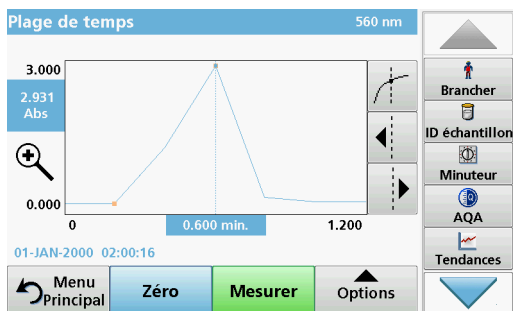 Plage de temps 560 nm
3.000
2.931
Abs
0.000
0 0.600 min. 1.200
01-JAN-2000 02:00:16
Menu
Principal
Zéro
Mesurer
Options
Brancher
ID échantillon
Minuteur
AQA
Tendances